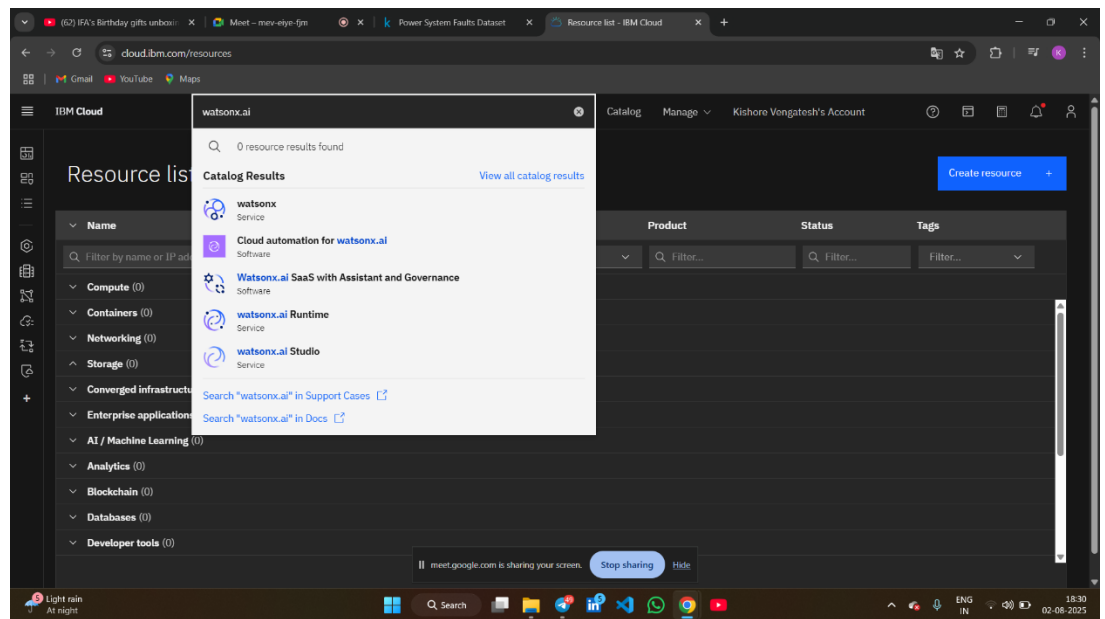 (62) IFA's Birthday gifts unboxin
Meet – mev-eiye-fjm
Power System Faults Dataset
Resource list - IBM Cloud
cloud.ibm.com/resources
Gmail
YouTube
Maps
IBM Cloud
watsonx.ai
Catalog
Manage
Kishore Vengatesh's Account
0 resource results found
Resource list
Catalog Results
View all catalog results
Create resource +
watsonx
Service
Cloud automation for watsonx.ai
Software
Watsonx.ai SaaS with Assistant and Governance
Software
watsonx.ai Runtime
Service
watsonx.ai Studio
Service
Search "watsonx.ai" in Support Cases
Search "watsonx.ai" in Docs
Name
Product
Status
Tags
Filter by name or IP ad
Filter...
Filter...
Filter...
Compute (0)
Containers (0)
Networking (0)
Storage (0)
Converged infrastructu
Enterprise applications
AI / Machine Learning (0)
Analytics (0)
Blockchain (0)
Databases (0)
Developer tools (0)
meet.google.com is sharing your screen.
Stop sharing
Hide
5
Light rain
At night
Search
ENG
IN
18:30
02-08-2025